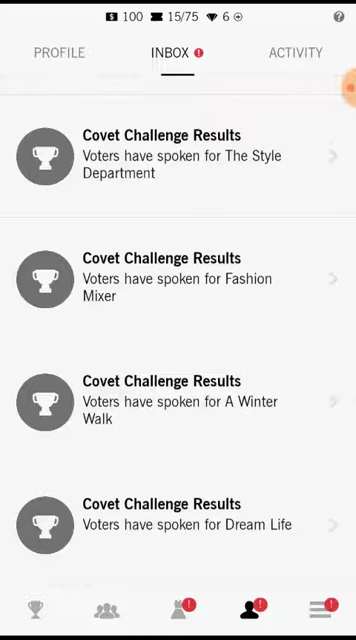 $ 100 15/75 6 ?
PROFILE INBOX ! ACTIVITY
Covet Challenge Results
Voters have spoken for The Style
Department
Covet Challenge Results
Voters have spoken for Fashion
Mixer
Covet Challenge Results
Voters have spoken for A Winter
Walk
Covet Challenge Results
Voters have spoken for Dream Life
! ! !